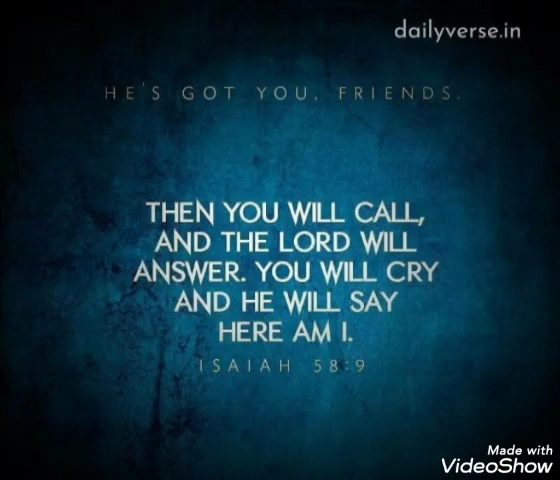 dailyverse.in
HE'S GOT YOU, FRIENDS.
THEN YOU WILL CALL,
AND THE LORD WILL
ANSWER. YOU WILL CRY
AND HE WILL SAY
HERE AM I.
ISAIAH 58:9
Made with
VideoShow